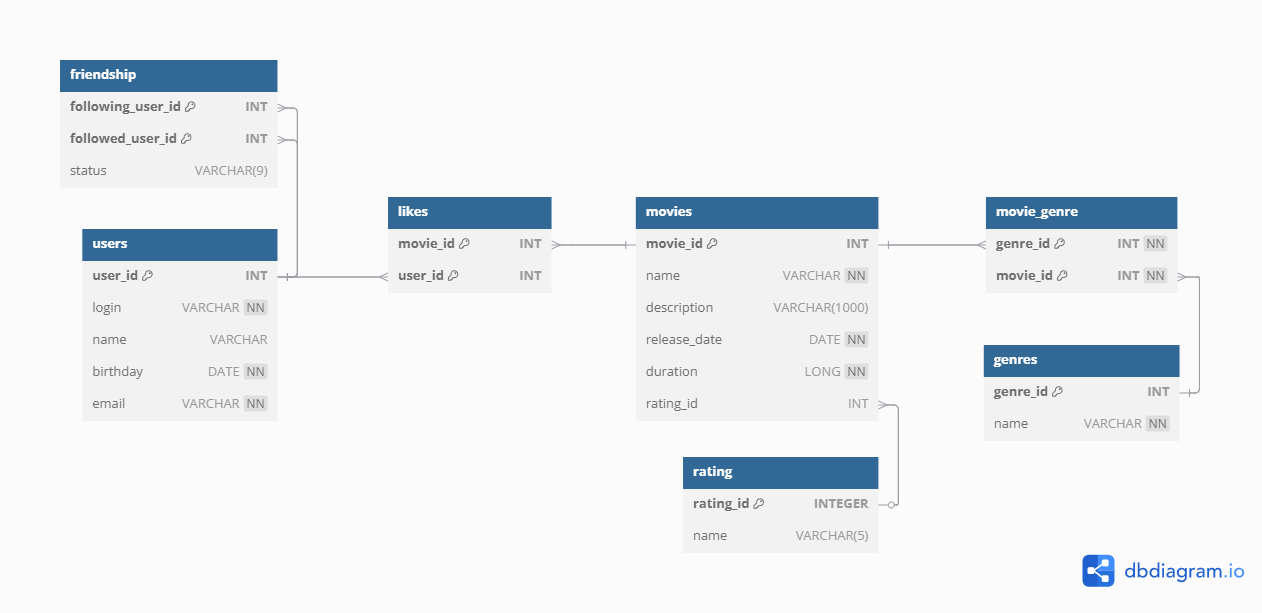 friendship
following_user_id INT
followed_user_id INT
status VARCHAR(9)
users
user_id INT
login VARCHAR NN
name VARCHAR
birthday DATE NN
email VARCHAR NN
likes
movie_id INT
user_id INT
movies
movie_id INT
name VARCHAR NN
description VARCHAR(1000)
release_date DATE NN
duration LONG NN
rating_id INT
rating
rating_id INTEGER
name VARCHAR(5)
movie_genre
genre_id INT NN
movie_id INT NN
genres
genre_id INT
name VARCHAR NN
dbdiagram.io